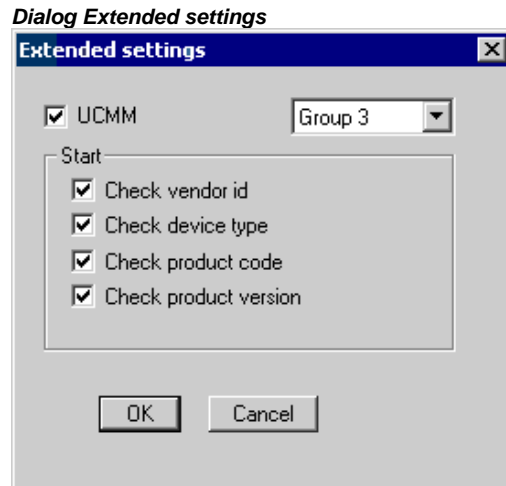 Dialog Extended settings
Extended settings
UCMM
Group 3
Start
Check vendor id
Check device type
Check product code
Check product version
OK
Cancel